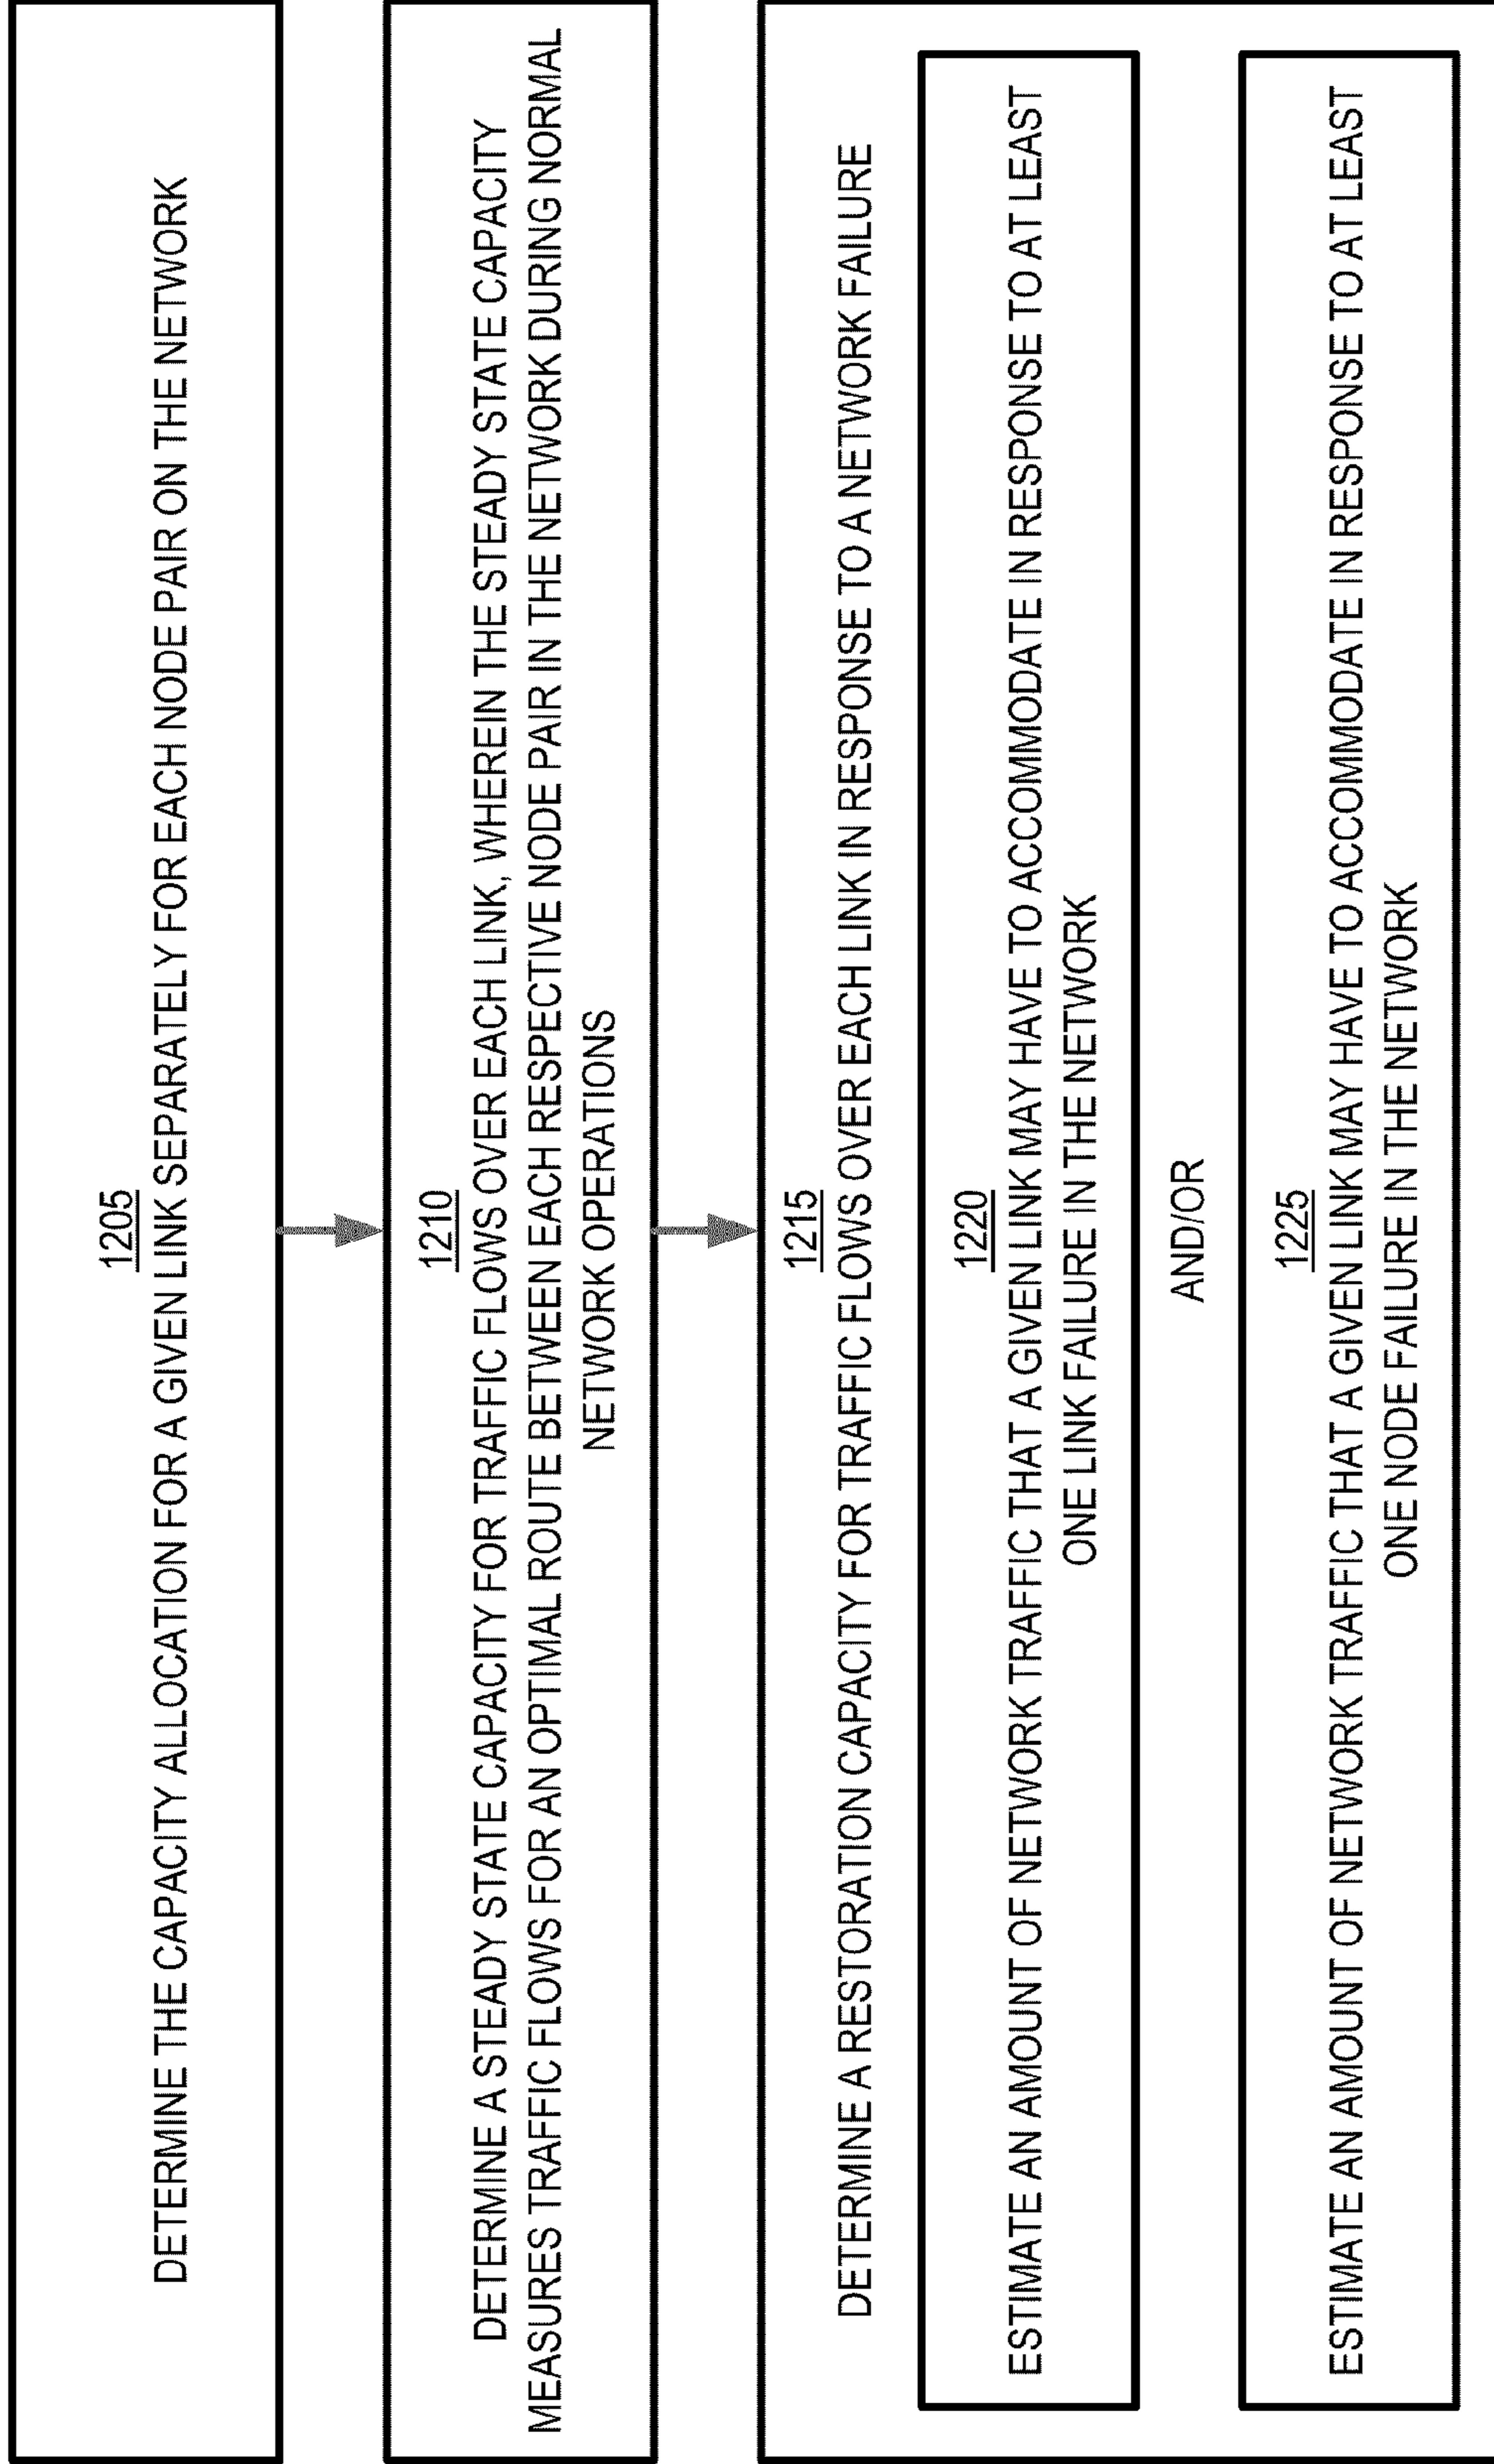 1205
DETERMINE THE CAPACITY ALLOCATION FOR A GIVEN LINK SEPARATELY FOR EACH NODE PAIR ON THE NETWORK
1210
DETERMINE A STEADY STATE CAPACITY FOR TRAFFIC FLOWS OVER EACH LINK, WHEREIN THE STEADY STATE CAPACITY
MEASURES TRAFFIC FLOWS FOR AN OPTIMAL ROUTE BETWEEN EACH RESPECTIVE NODE PAIR IN THE NETWORK DURING NORMAL
NETWORK OPERATIONS
1215
DETERMINE A RESTORATION CAPACITY FOR TRAFFIC FLOWS OVER EACH LINK IN RESPONSE TO A NETWORK FAILURE
1220
ESTIMATE AN AMOUNT OF NETWORK TRAFFIC THAT A GIVEN LINK MAY HAVE TO ACCOMMODATE IN RESPONSE TO AT LEAST
ONE LINK FAILURE IN THE NETWORK
AND/OR
1225
ESTIMATE AN AMOUNT OF NETWORK TRAFFIC THAT A GIVEN LINK MAY HAVE TO ACCOMMODATE IN RESPONSE TO AT LEAST
ONE NODE FAILURE IN THE NETWORK